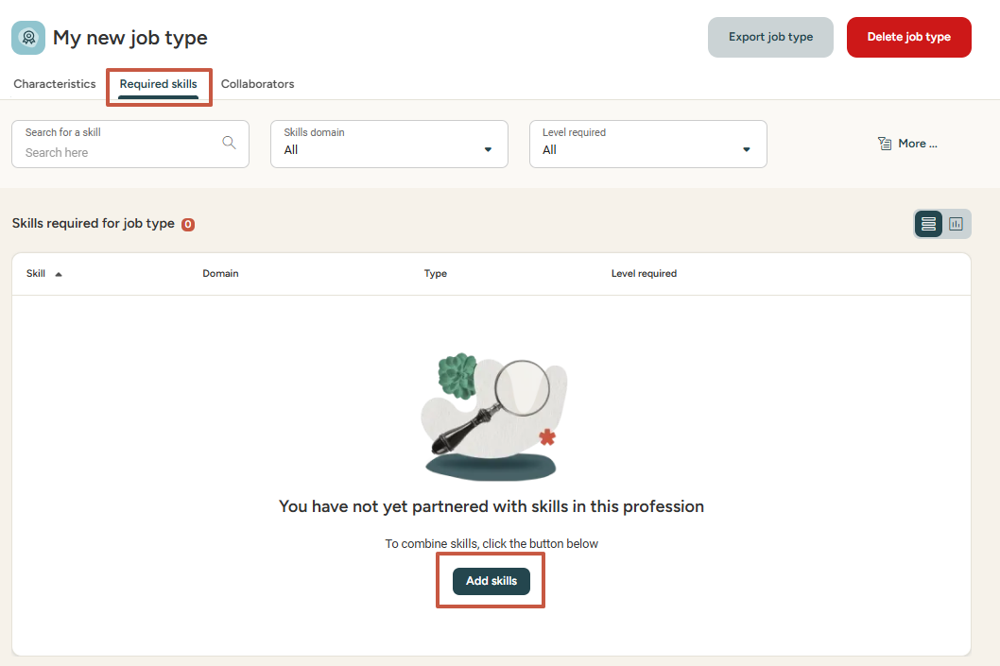 My new job type
Export job type
Delete job type
Characteristics
Required skills
Collaborators
Search for a skill
Search here
Skills domain
All
Level required
All
More ...
Skills required for job type 0
Skill
Domain
Type
Level required
You have not yet partnered with skills in this profession
To combine skills, click the button below
Add skills